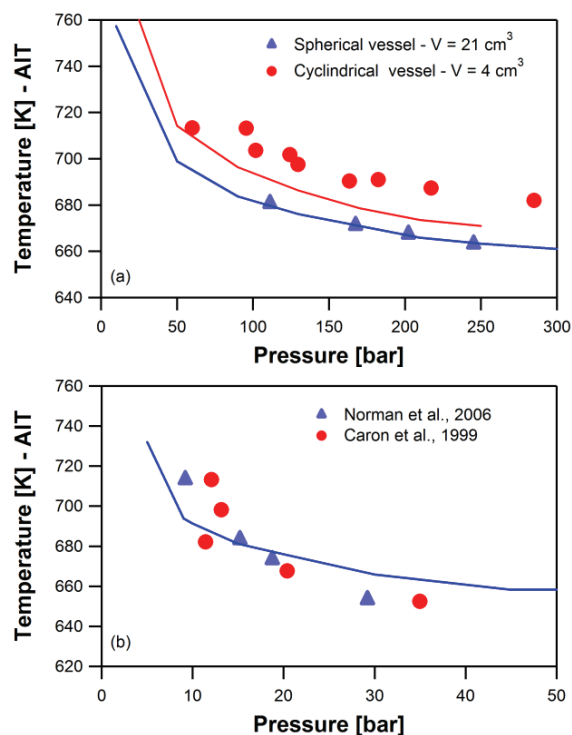 760
740
720
700
680
660
640
Temperature [K] - AIT
Spherical vessel - V = 21 cm³
Cyclindrical vessel - V = 4 cm³
(a)
0 50 100 150 200 250 300
Pressure [bar]
760
740
720
700
680
660
640
620
Temperature [K] - AIT
Norman et al., 2006
Caron et al., 1999
(b)
0 10 20 30 40 50
Pressure [bar]